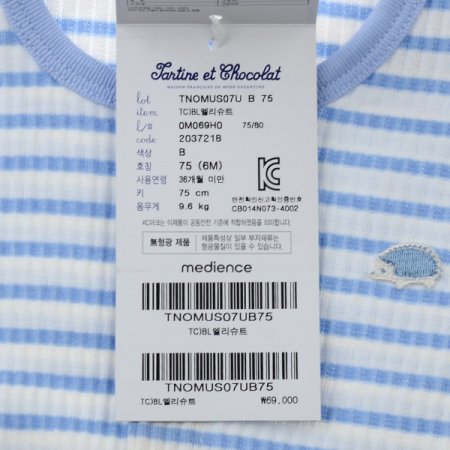 Tartine et Chocolat
MAISON FRANÇAISE DE MODE ENFANTINE
lot TNOMUS07U B 75
item TC)BL엘리슈트
l/# 0M069H0 75/80
code 2037218
색상 B
호칭 75 (6M)
사용연령 36개월 미만
키 75 cm
몸무게 9.6 kg
안전확인신고확인증번호
CB014N073-4002
KC마크는 이제품이 공통안전 기준에 적합하였음을 의미합니다.
無형광 제품
제품특성상 일부 부자재류는
형광물질이 있을 수 있습니다.
medience
TNOMUS07UB75
TC)BL엘리슈트
TNOMUS07UB75
TC)BL엘리슈트 ₩69,000